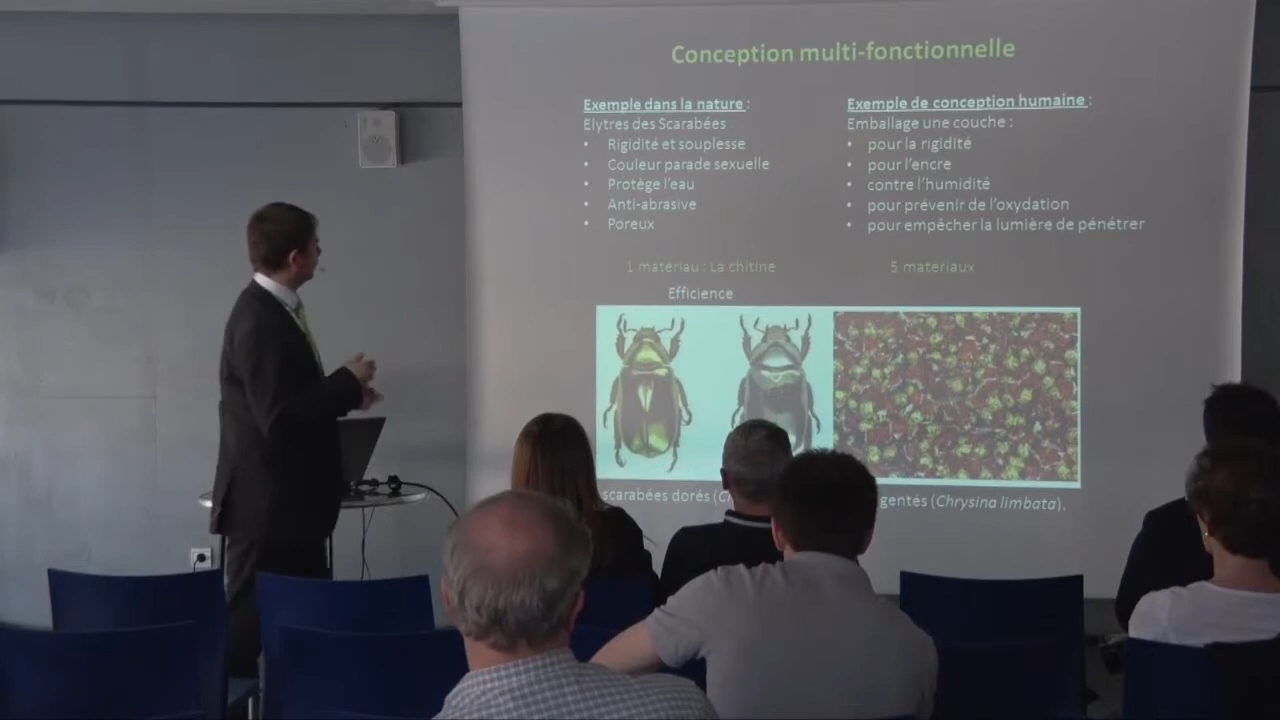 Conception multi-fonctionnelle
Exemple dans la nature :
Elytres des Scarabées
• Rigidité et souplesse
• Couleur parade sexuelle
• Protège l'eau
• Anti-abrasive
• Poreux
1 matériau : La chitine
Efficience
Exemple de conception humaine :
Emballage une couche :
• pour la rigidité
• pour l'encre
• contre l'humidité
• pour prévenir de l'oxydation
• pour empêcher la lumière de pénétrer
5 materiaux
scarabées dorés ( gentés (Chrysina limbata),